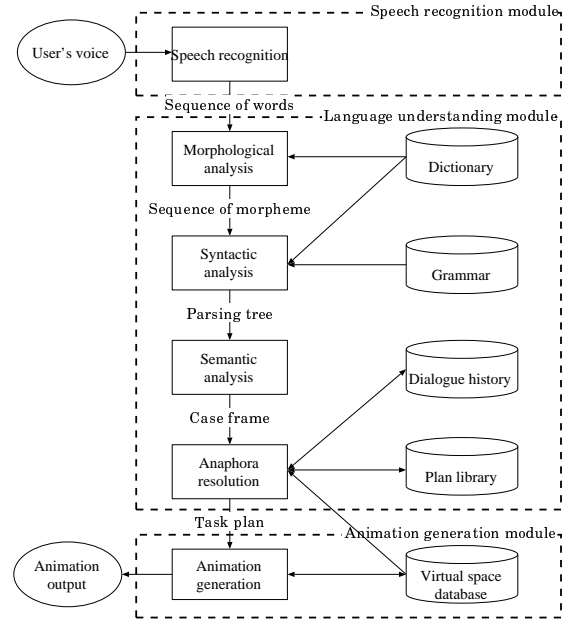 Speech recognition module
User's voice
Speech recognition
Sequence of words
Language understanding module
Morphological
analysis
Dictionary
Sequence of morpheme
Syntactic
analysis
Grammar
Parsing tree
Semantic
analysis
Dialogue history
Case frame
Anaphora
resolution
Plan library
Task plan
Animation generation module
Animation
output
Animation
generation
Virtual space
database